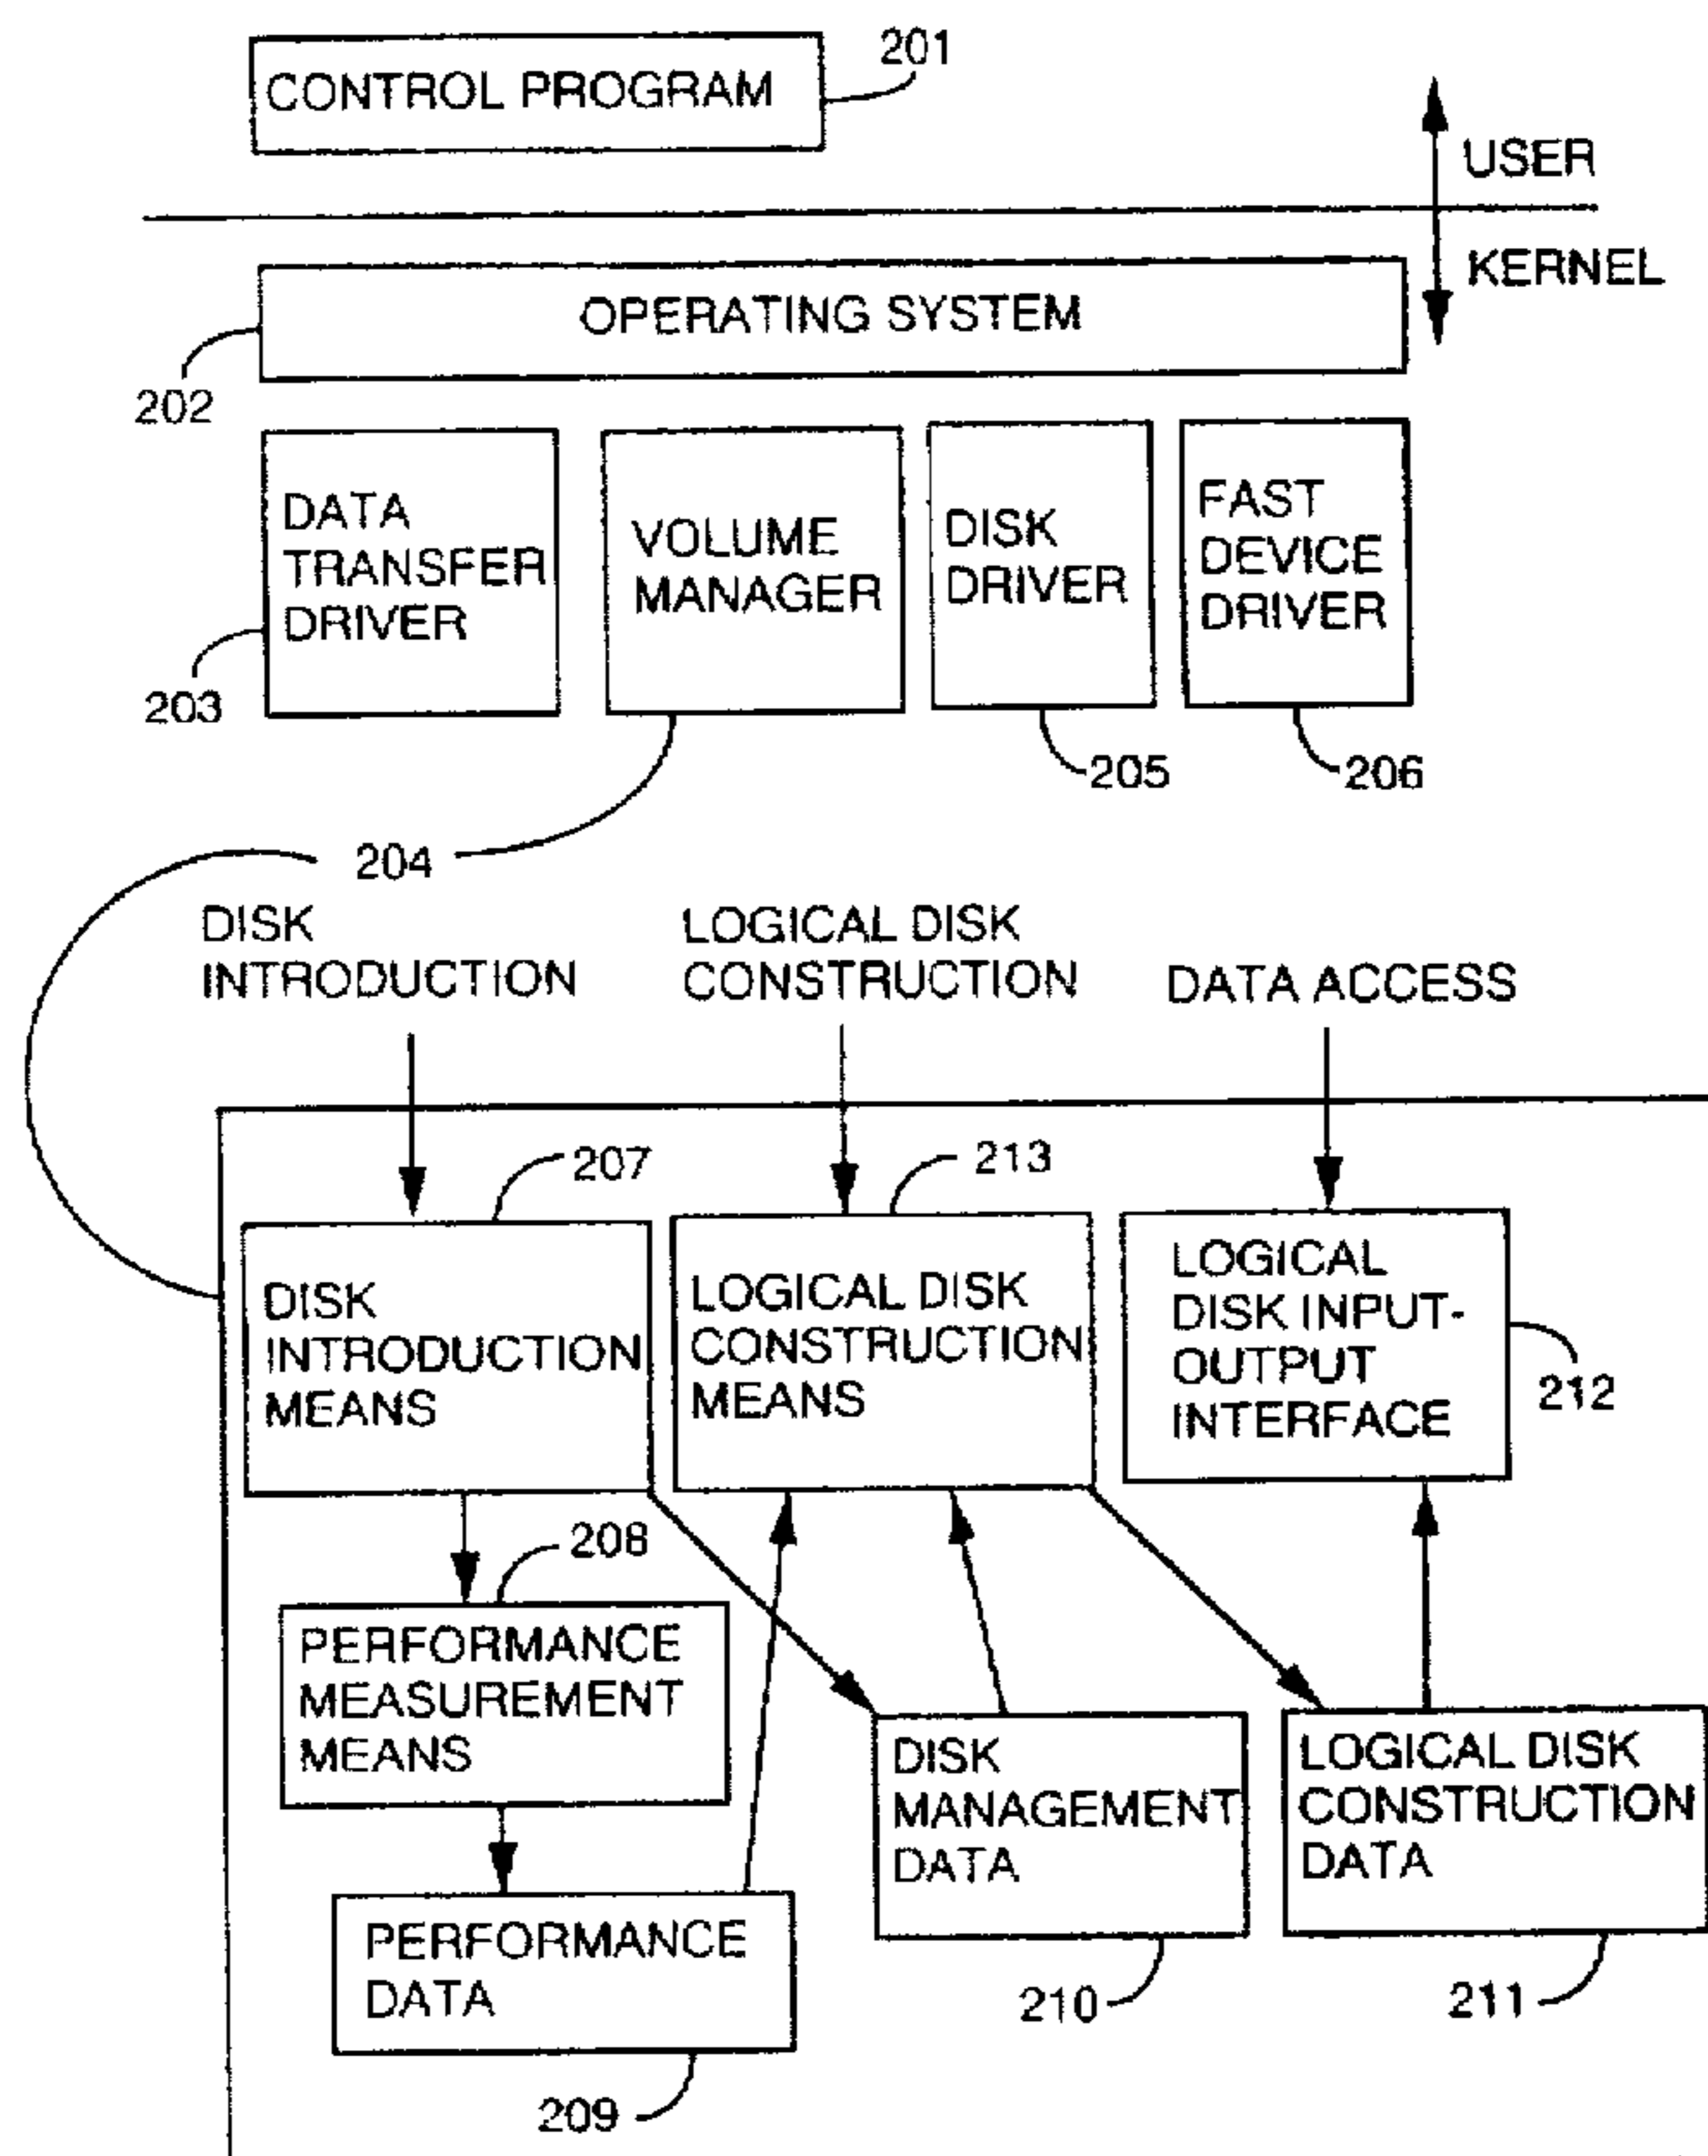 CONTROL PROGRAM
201
USER
KERNEL
OPERATING SYSTEM
202
DATA
TRANSFER
DRIVER
VOLUME
MANAGER
DISK
DRIVER
FAST
DEVICE
DRIVER
203
205
206
204
DISK
INTRODUCTION
LOGICAL DISK
CONSTRUCTION
DATA ACCESS
207
213
DISK
INTRODUCTION
MEANS
LOGICAL DISK
CONSTRUCTION
MEANS
LOGICAL
DISK INPUT-
OUTPUT
INTERFACE
212
208
PERFORMANCE
MEASUREMENT
MEANS
DISK
MANAGEMENT
DATA
LOGICAL DISK
CONSTRUCTION
DATA
PERFORMANCE
DATA
210
211
209